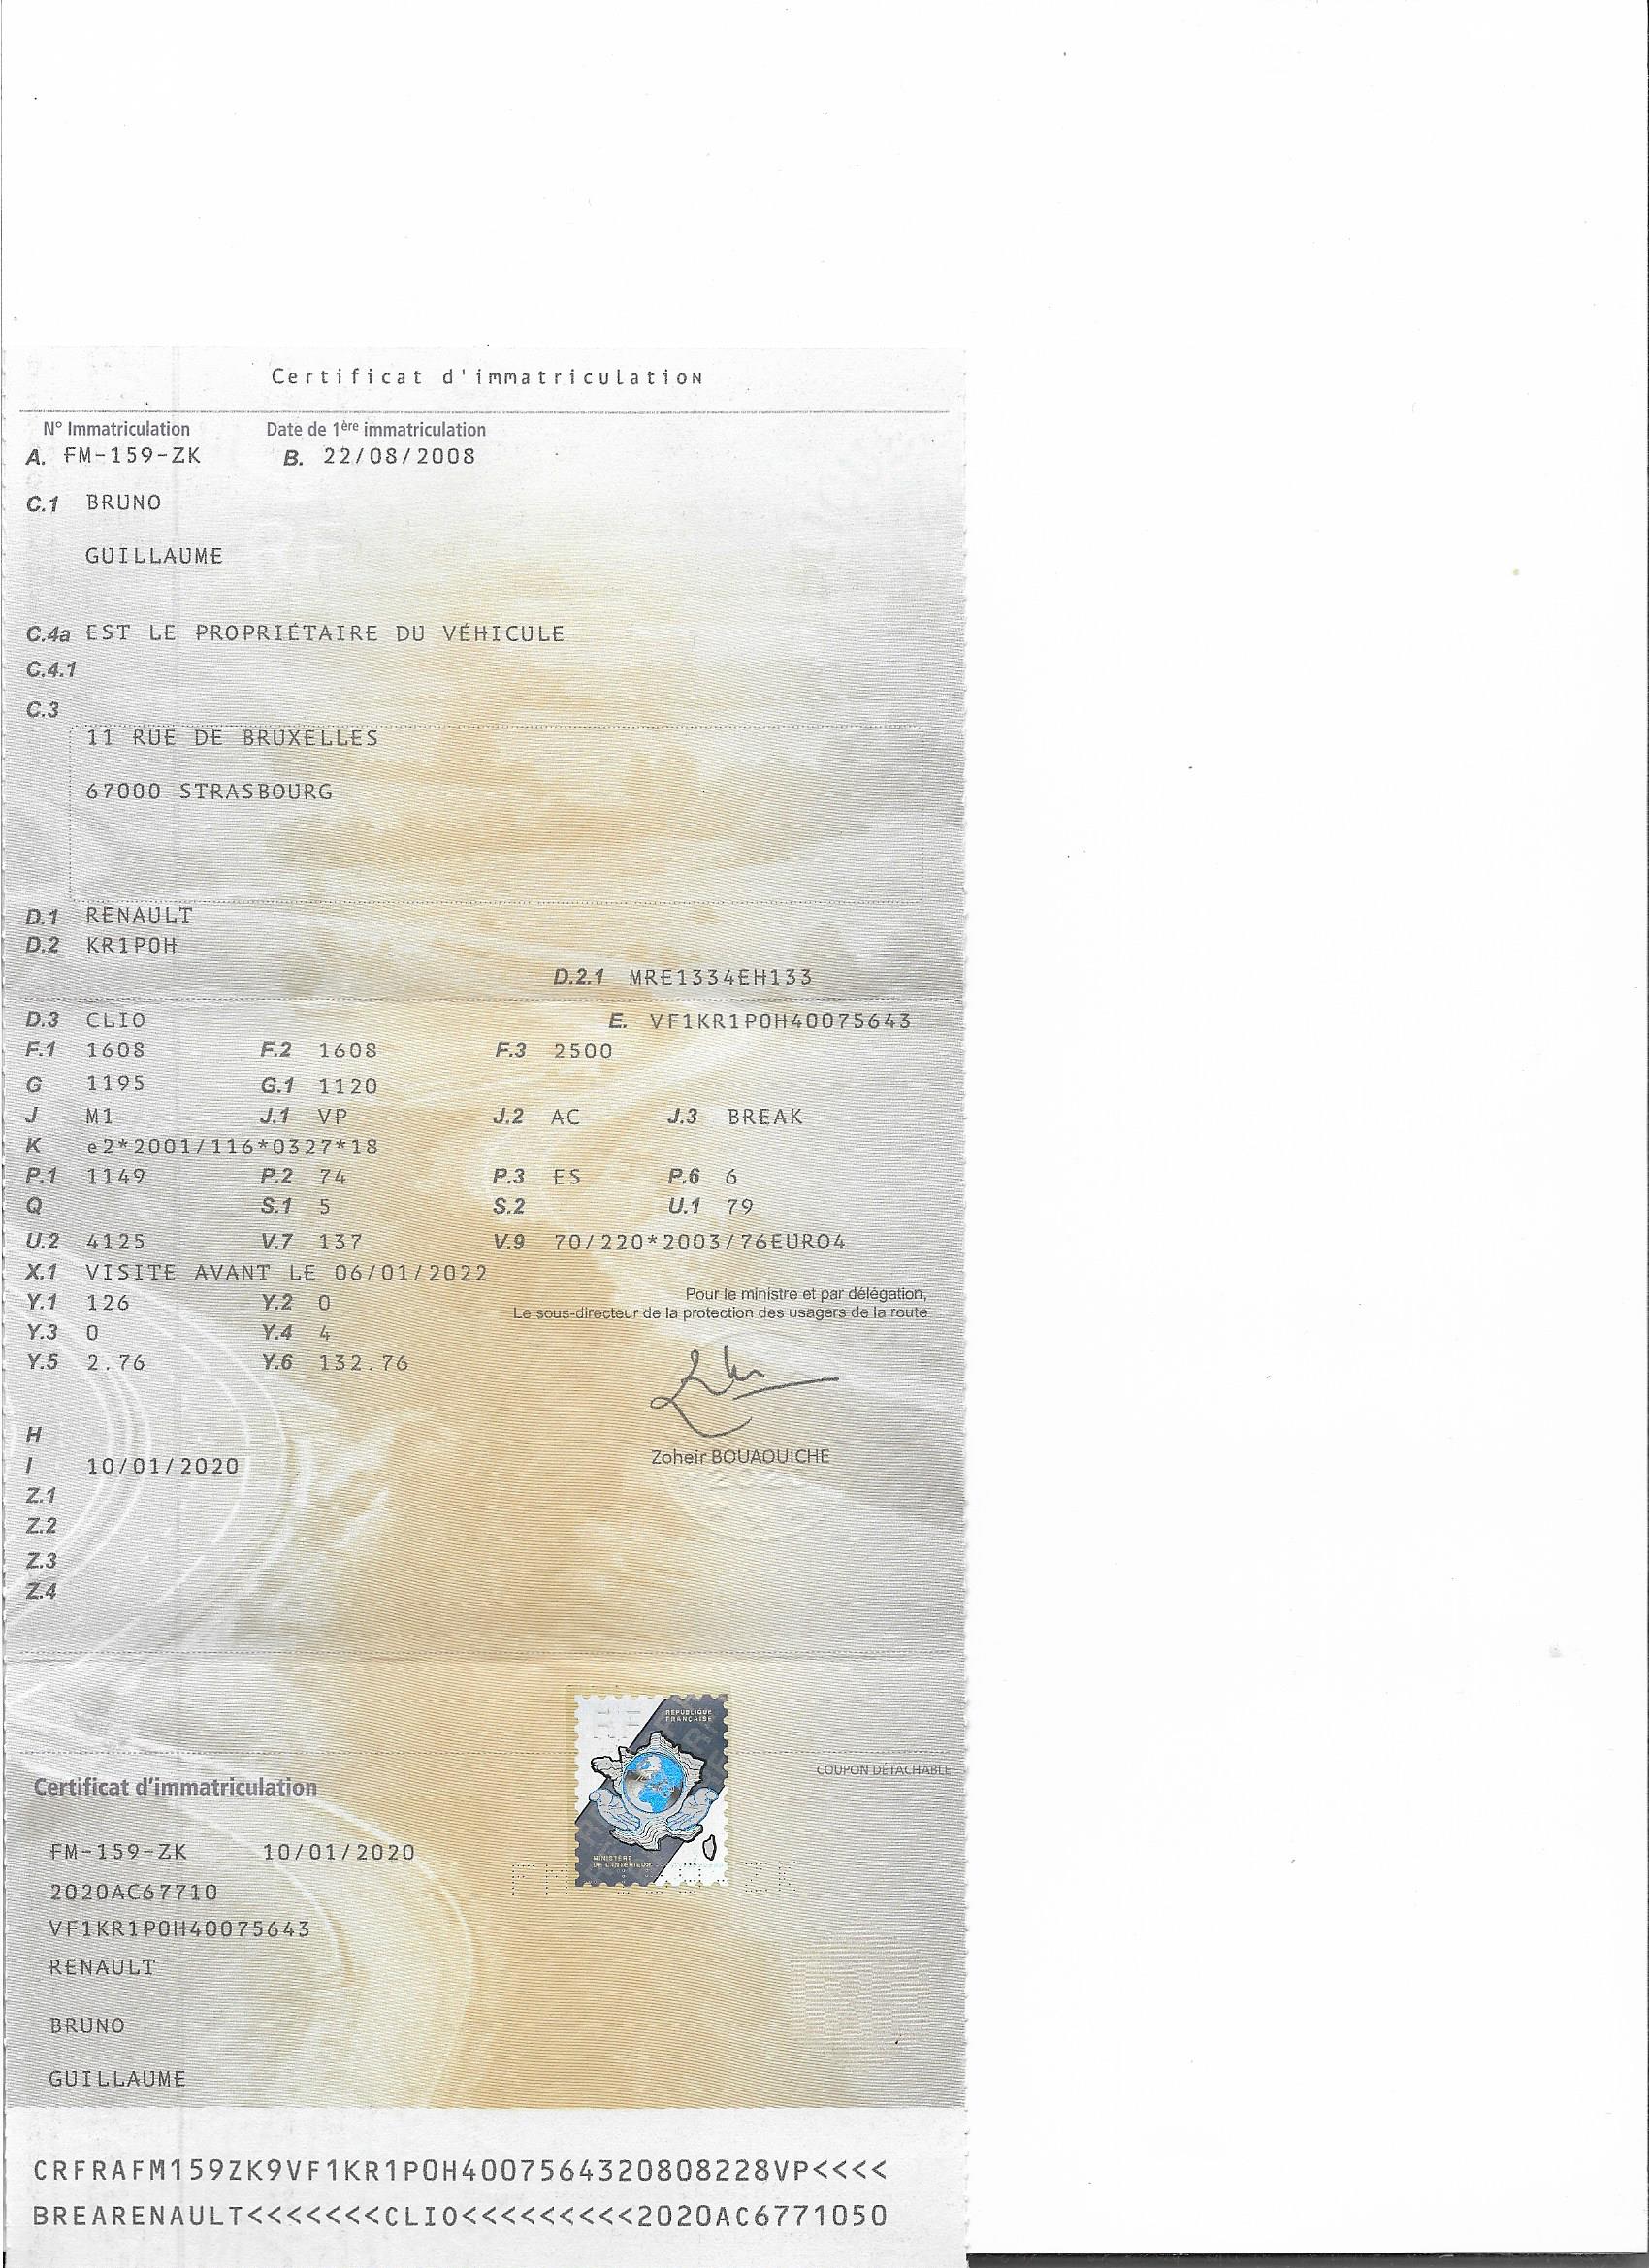 Certificat d'immatriculation
N° Immatriculation Date de 1ère immatriculation
A. FM-159-ZK B. 22/08/2008
C.1 BRUNO
GUILLAUME
C.4a EST LE PROPRIÉTAIRE DU VÉHICULE
C.4.1
C.3
11 RUE DE BRUXELLES
67000 STRASBOURG
D.1 RENAULT
D.2 KR1P0H
D.2.1 MRE1334EH133
D.3 CLIO E. VF1KR1P0H40075643
F.1 1608 F.2 1608 F.3 2500
G 1195 G.1 1120
J M1 J.1 VP J.2 AC J.3 BREAK
K e2*2001/116*0327*18
P.1 1149 P.2 74 P.3 ES P.6 6
Q S.1 5 S.2 U.1 79
U.2 4125 V.7 137 V.9 70/220*2003/76EURO4
X.1 VISITE AVANT LE 06/01/2022
Pour le ministre et par délégation,
Y.1 126 Y.2 0
Le sous-directeur de la protection des usagers de la route
Y.3 0 Y.4 4
Y.5 2.76 Y.6 132.76
H
Zoheir BOUAOUICHE
I 10/01/2020
Z.1
Z.2
Z.3
Z.4
RF
RÉPUBLIQUE
FRANÇAISE
MINISTÈRE
DE L'INTÉRIEUR
COUPON DÉTACHABLE
Certificat d'immatriculation
FM-159-ZK 10/01/2020
2020AC67710
VF1KR1P0H40075643
RENAULT
BRUNO
GUILLAUME
CRFRAFM159ZK9VF1KR1P0H4007564320808228VP<<<<
BREARENAULT<<<<<<<CLIO<<<<<<<<<2020AC6771050